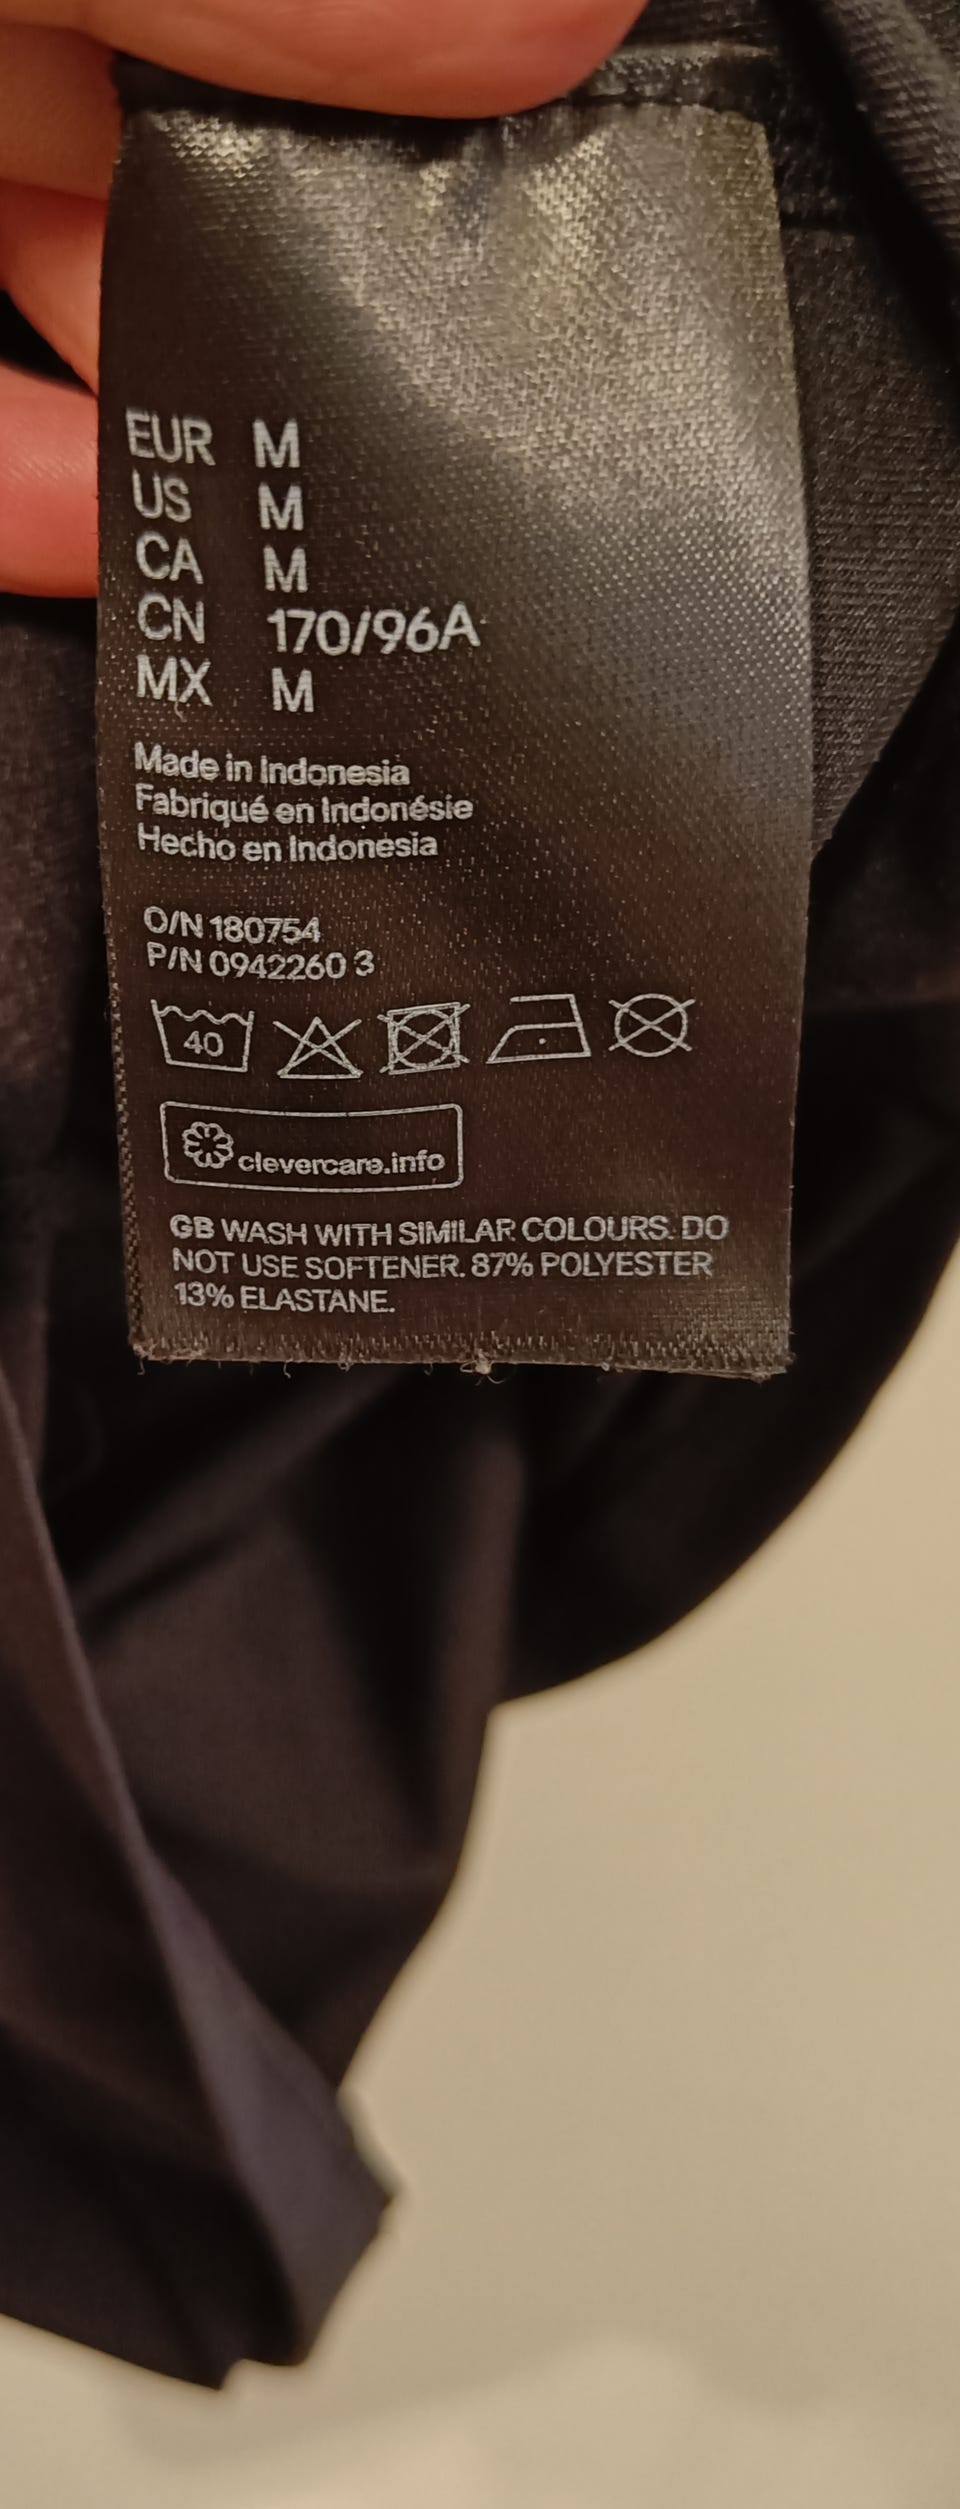 EUR M
US M
CA M
CN 170/96A
MX M
Made in Indonesia
Fabriqué en Indonésie
Hecho en Indonesia
O/N 180754
P/N 0942260 3
40
clevercare.info
GB WASH WITH SIMILAR COLOURS. DO
NOT USE SOFTENER. 87% POLYESTER
13% ELASTANE.